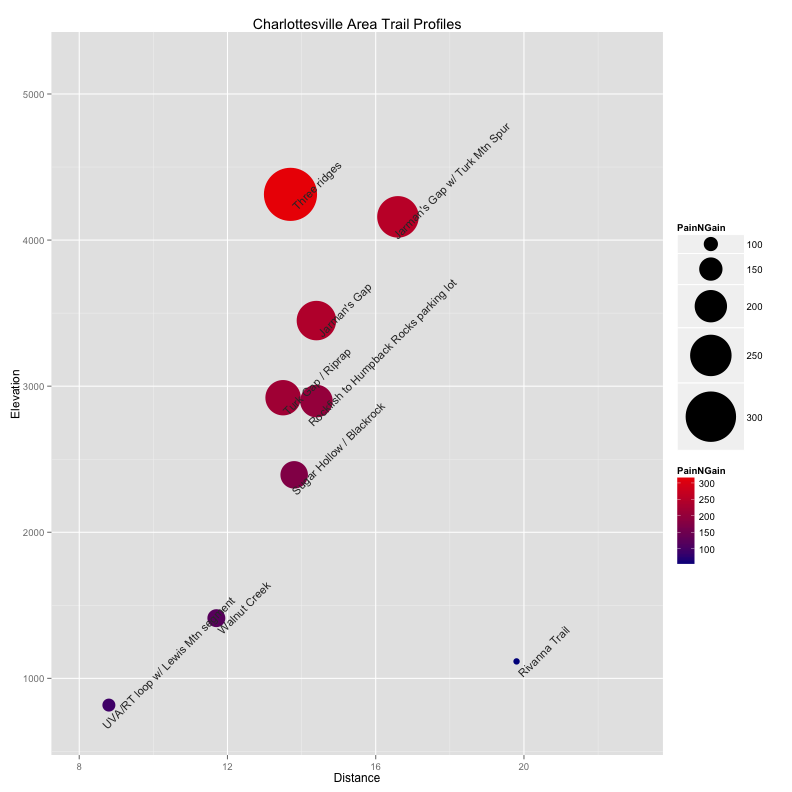 Charlottesville Area Trail Profiles
5000
4000
3000
2000
1000
Elevation
8
12
16
20
Distance
Three ridges
Jarman's Gap w/ Turk Mtn Spur
Jarman's Gap
Turk Gap / Riprap
Rockfish to Humpback Rocks parking lot
Sugar Hollow / Blackrock
UVA/RT loop w/ Lewis Mtn segment
Walnut Creek
Rivanna Trail
PainNGain
100
150
200
250
300
PainNGain
300
250
200
150
100